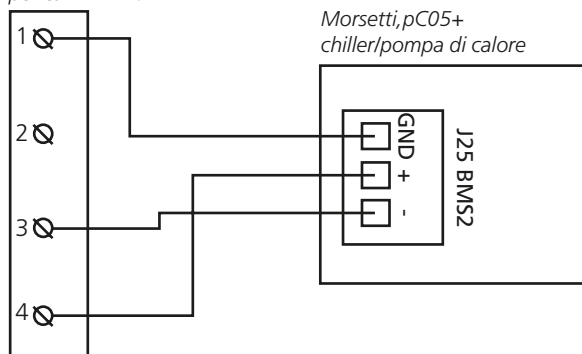 Morsetti,pC05+
chiller/pompa di calore
1
2
3
4
GND
+
-
J25 BMS2